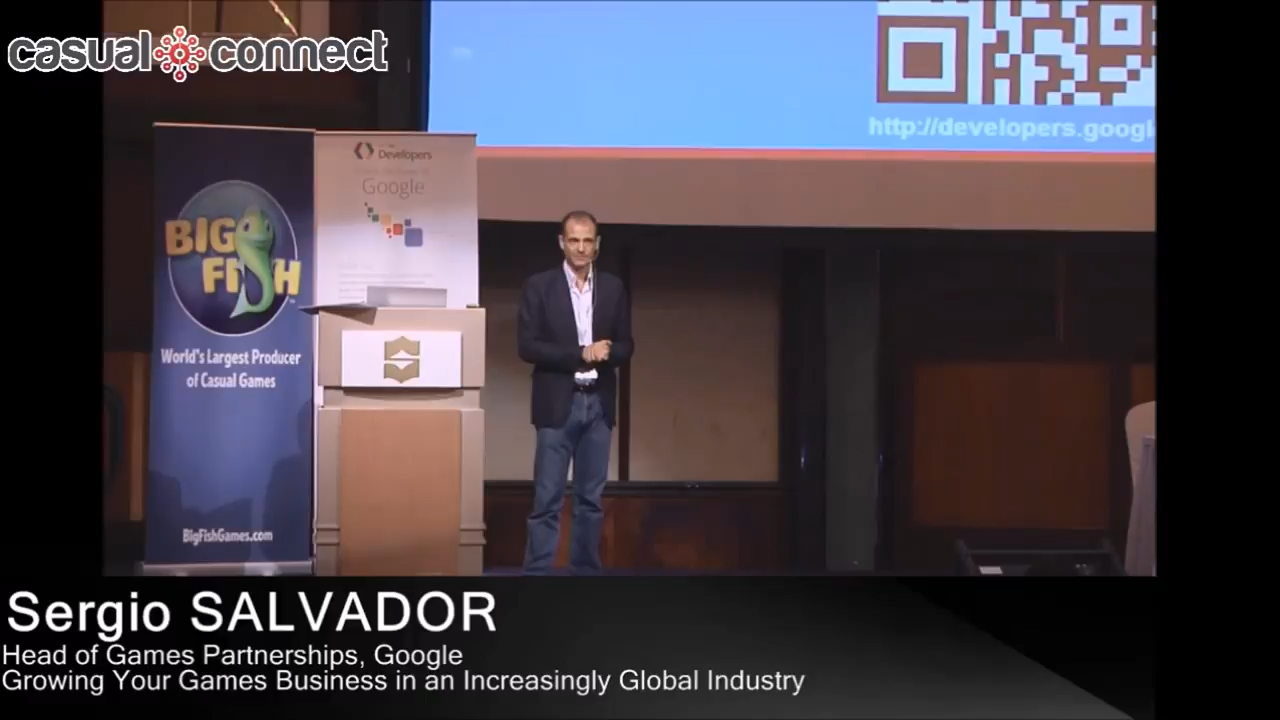 casual connect
http://developers.googl
Developers
Google
BIG
FISH
World's Largest Producer
of Casual Games
BigFishGames.com
Sergio SALVADOR
Head of Games Partnerships, Google
Growing Your Games Business in an Increasingly Global Industry